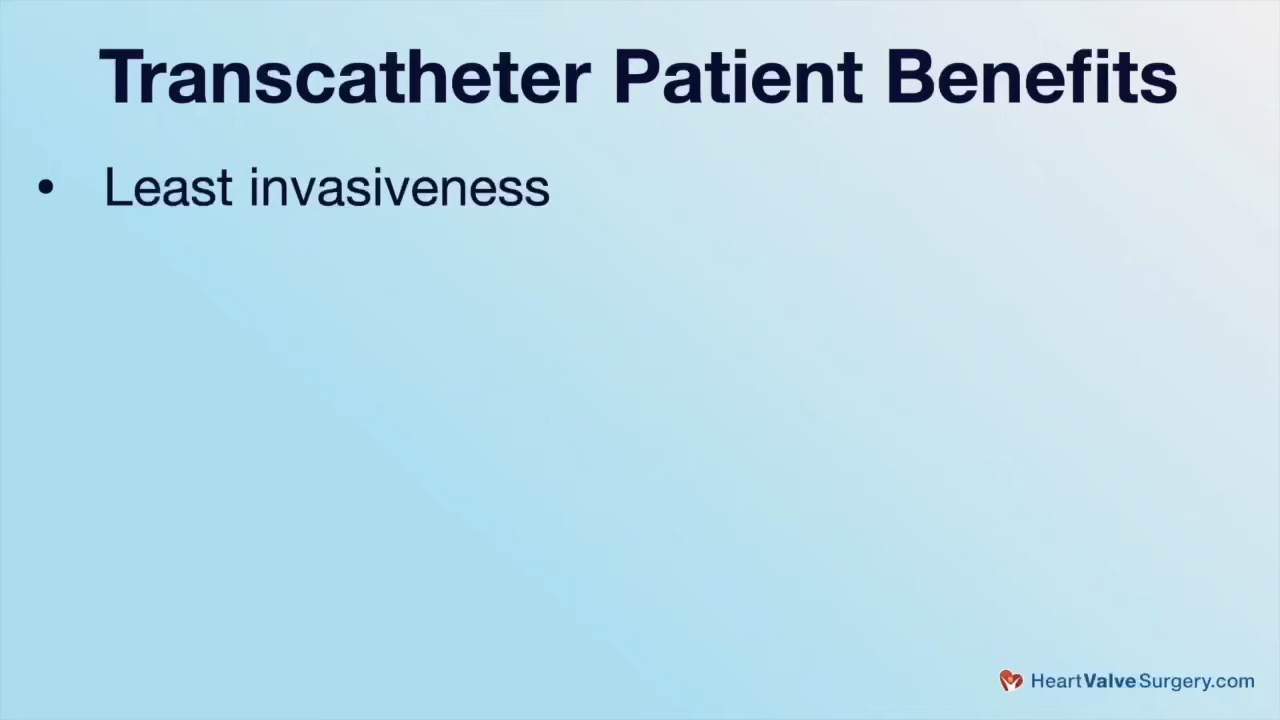 Transcatheter Patient Benefits
• Least invasiveness
HeartValveSurgery.com